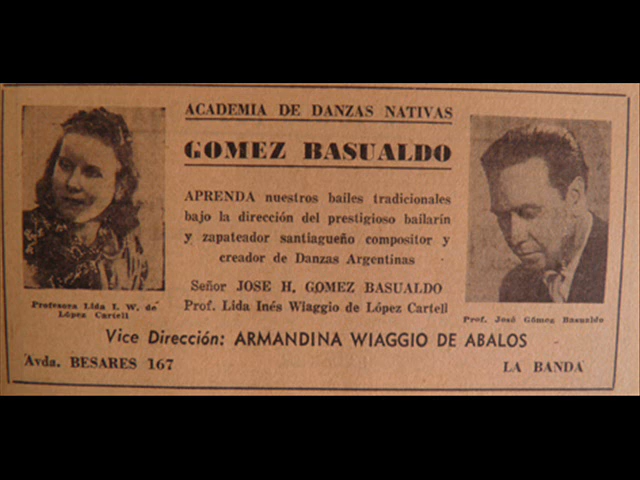 ACADEMIA DE DANZAS NATIVAS
GOMEZ BASUALDO
APRENDA nuestros bailes tradicionales
bajo la dirección del prestigioso bailarín
y zapateador santiagueño compositor y
creador de Danzas Argentinas
Señor JOSE H. GOMEZ BASUALDO
Prof. Lida Inés Wiaggio de López Cartell
Profesora Lida I. W. de
López Cartell
Prof. José Gómez Basualdo
Vice Dirección: ARMANDINA WIAGGIO DE ABALOS
Avda. BESARES 167
LA BANDA